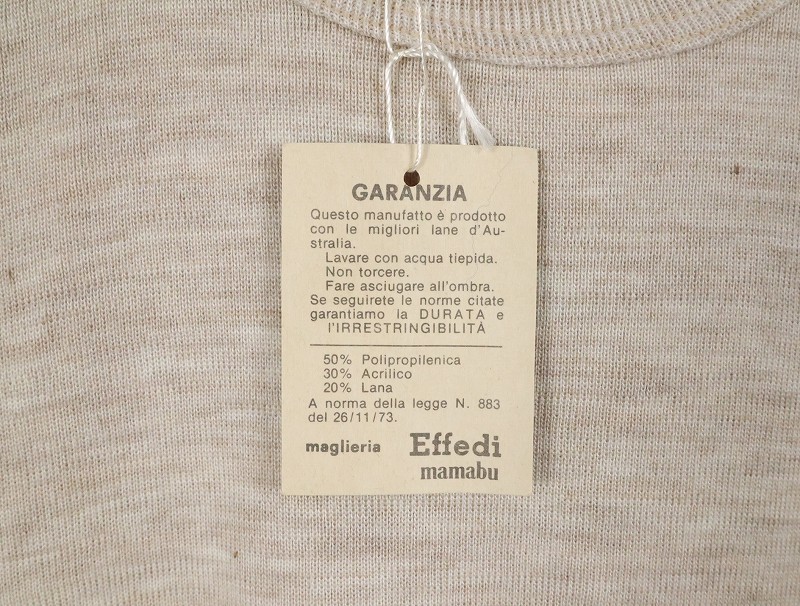 GARANZIA
Questo manufatto è prodotto
con le migliori lane d'Au-
stralia.
Lavare con acqua tiepida.
Non torcere.
Fare asciugare all'ombra.
Se seguirete le norme citate
garantiamo la DURATA e
l'IRRESTRINGIBILITÀ
50% Polipropilenica
30% Acrilico
20% Lana
A norma della legge N. 883
del 26/11/73.
maglieria Effedi
mamabu